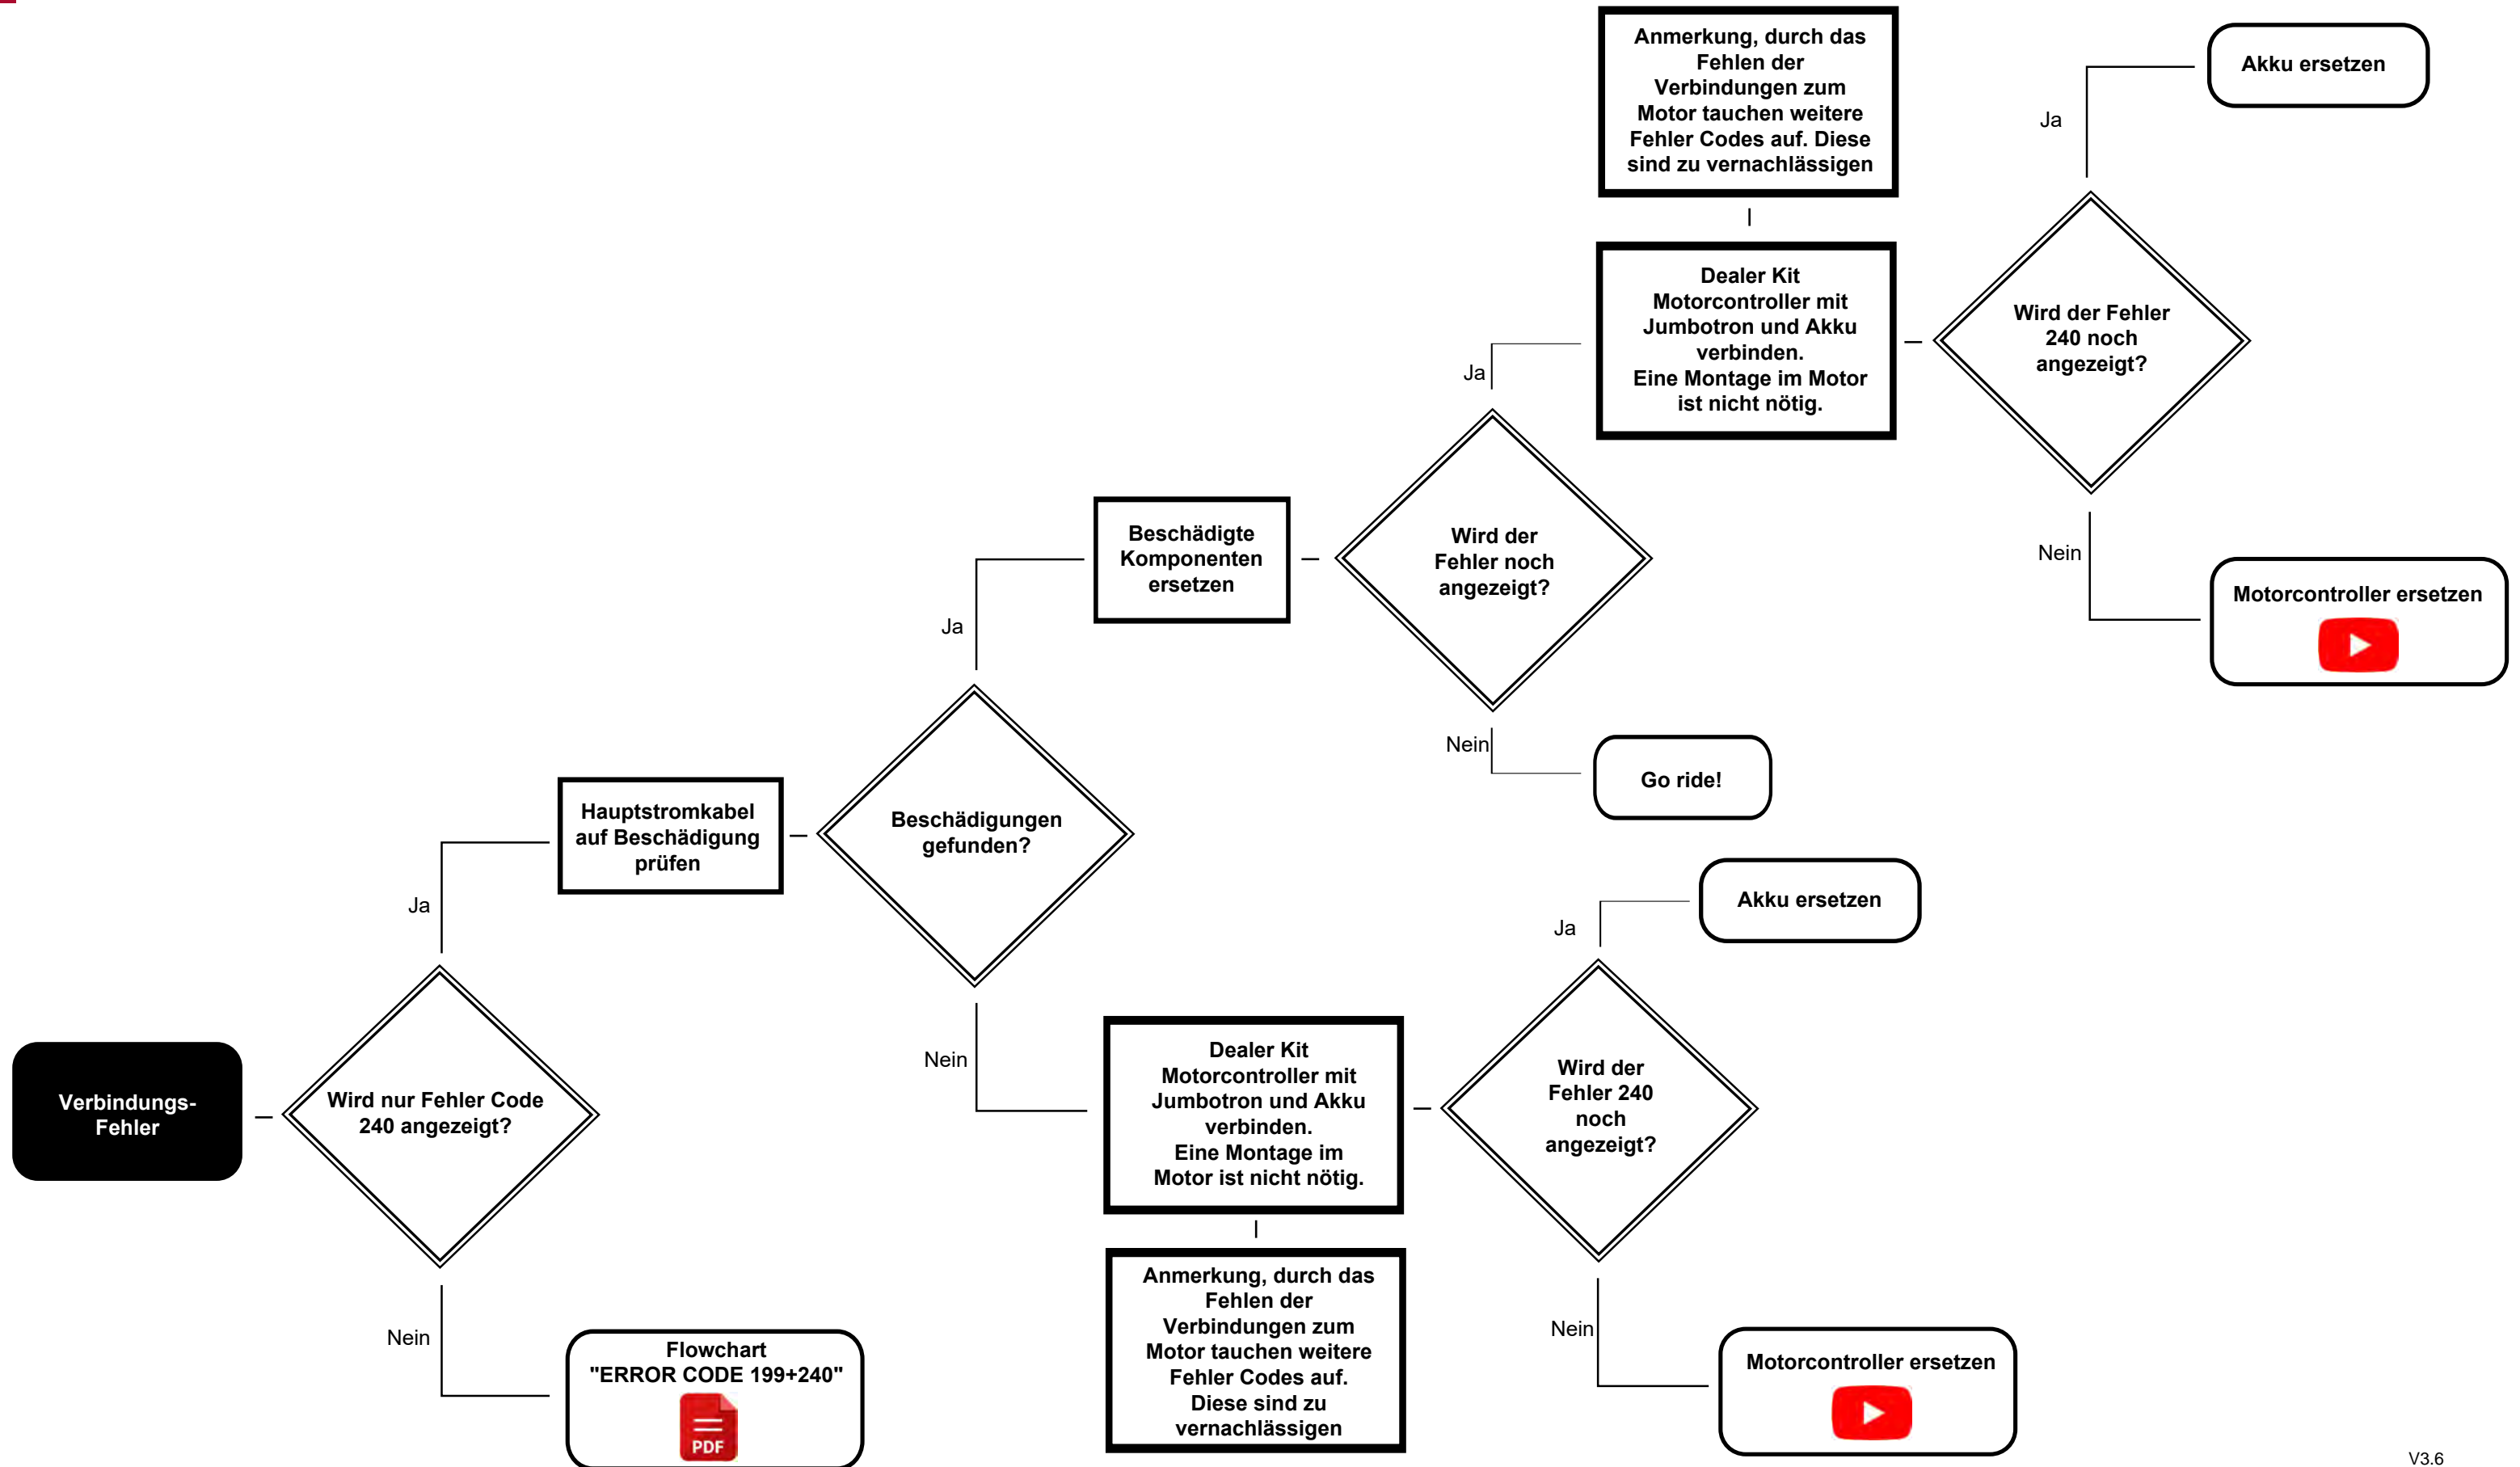 Verbindungs-
Fehler
Wird nur Fehler Code
240 angezeigt?
Ja
Nein
Flowchart
"ERROR CODE 199+240"
PDF
Hauptstromkabel
auf Beschädigung
prüfen
Beschädigungen
gefunden?
Ja
Nein
Beschädigte
Komponenten
ersetzen
Wird der
Fehler noch
angezeigt?
Ja
Nein
Go ride!
Anmerkung, durch das
Fehlen der
Verbindungen zum
Motor tauchen weitere
Fehler Codes auf. Diese
sind zu vernachlässigen
Dealer Kit
Motorcontroller mit
Jumbotron und Akku
verbinden.
Eine Montage im Motor
ist nicht nötig.
Wird der Fehler
240 noch
angezeigt?
Ja
Akku ersetzen
Nein
Motorcontroller ersetzen
Dealer Kit
Motorcontroller mit
Jumbotron und Akku
verbinden.
Eine Montage im
Motor ist nicht nötig.
Anmerkung, durch das
Fehlen der
Verbindungen zum
Motor tauchen weitere
Fehler Codes auf.
Diese sind zu
vernachlässigen
Wird der
Fehler 240
noch
angezeigt?
Ja
Akku ersetzen
Nein
Motorcontroller ersetzen
V3.6